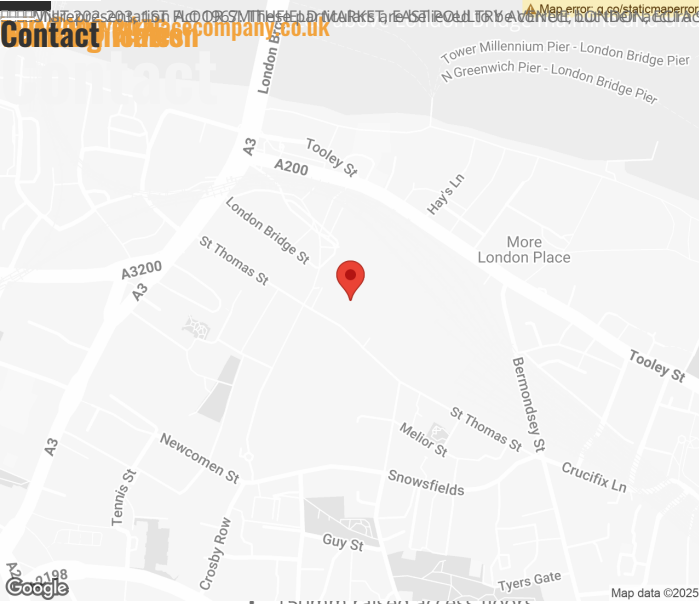 Map error: g.co/staticmaperror
Contact
London Br
Tower Millennium Pier - London Bridge Pier
N Greenwich Pier - London Bridge Pier
A3
Tooley St
A200
Hay's Ln
London Bridge St
More
London Place
St Thomas St
A3200
A3
Tooley St
Bermondsey St
St Thomas St
Melior St
A3
Newcomen St
Crucifix Ln
Snowsfields
Tennis St
Crosby Row
Guy St
Tyers Gate
Google
Map data ©202